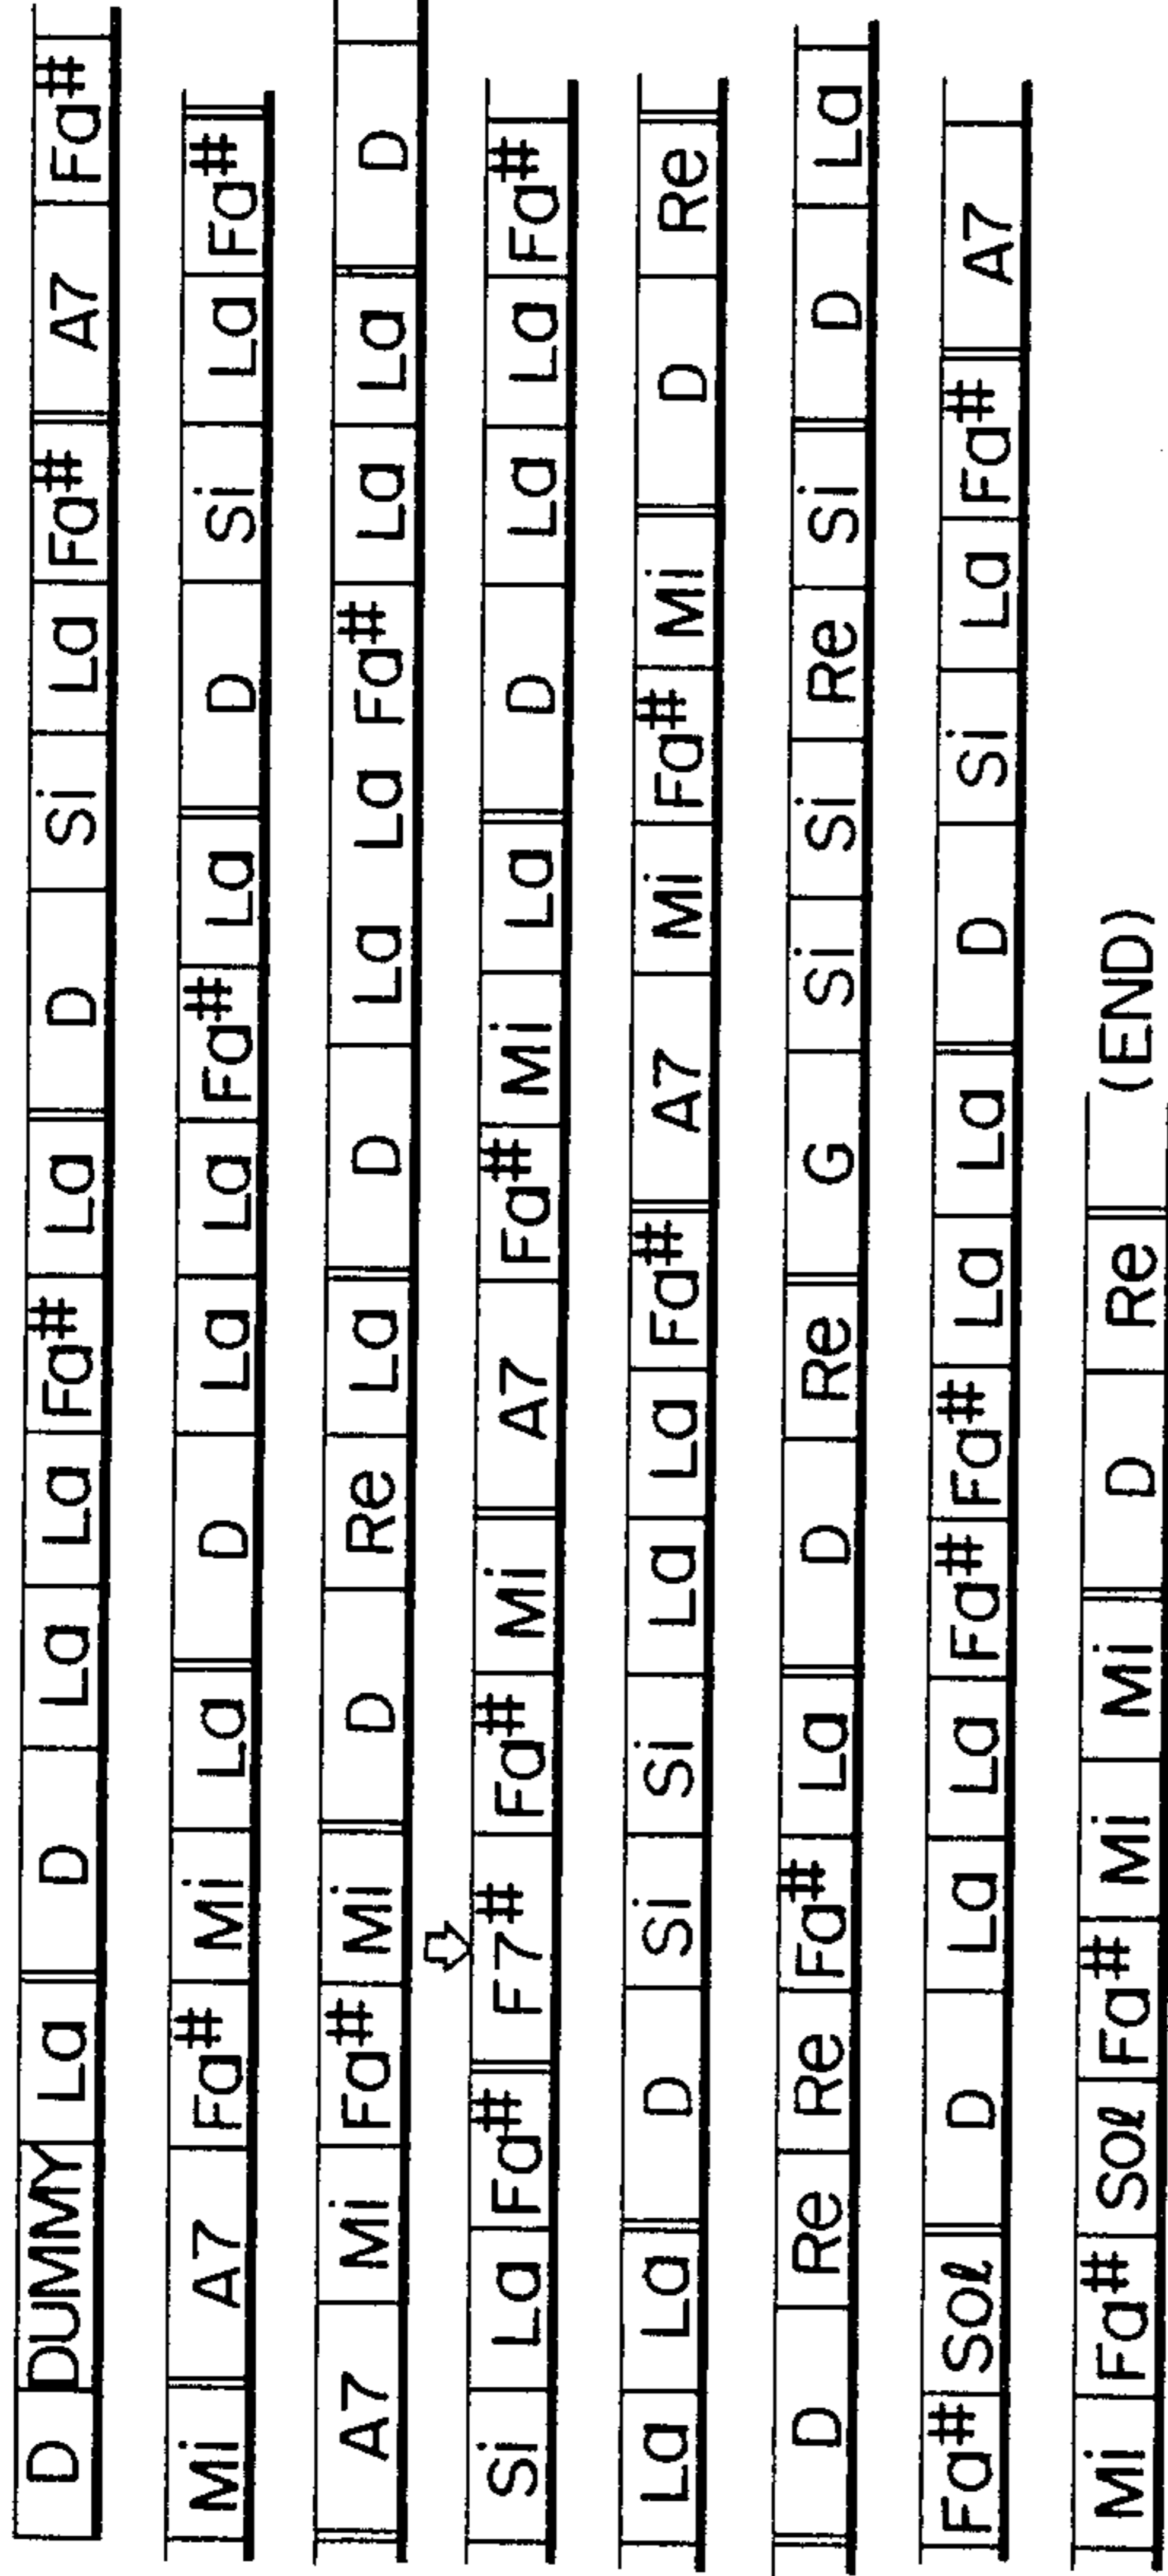 D DUMMY La D La La Fa# La La D Si La Fa# A7 Fa#
Mi A7 Fa# Mi La D La La Fa# La D Si La Fa#
A7 Mi Fa# Mi D Re La D La La Fa# La La D
Si La Fa# F7# Fa# Mi A7 Fa# Mi La D La La Fa#
La La D Si Si La La Fa# A7 Mi Fa# Mi D Re
D Re Re Fa# La D Re G Si Si Re Si D La
Fa# Sol D La La Fa# Fa# La La D Si La Fa# A7
Mi Fa# Sol Fa# Mi Mi D Re (END)